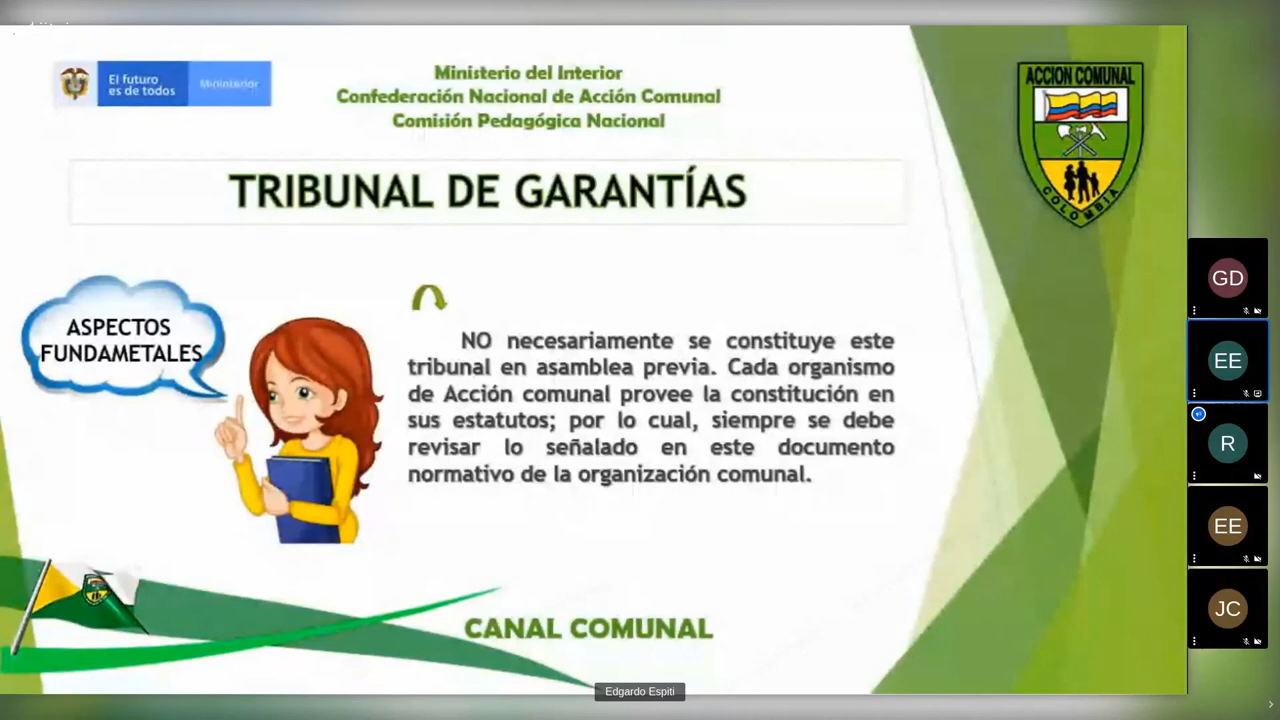 El futuro
es de todos
Mininterior
Ministerio del Interior
Confederación Nacional de Acción Comunal
Comisión Pedagógica Nacional
ACCION COMUNAL
COLOMBIA
TRIBUNAL DE GARANTÍAS
ASPECTOS
FUNDAMETALES
NO necesariamente se constituye este
tribunal en asamblea previa. Cada organismo
de Acción comunal provee la constitución en
sus estatutos; por lo cual, siempre se debe
revisar lo señalado en este documento
normativo de la organización comunal.
CANAL COMUNAL
GD
EE
R
EE
JC
Edgardo Espiti